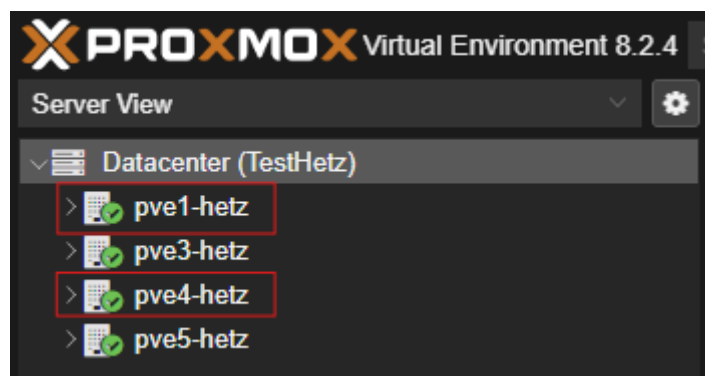 PROXMOX Virtual Environment 8.2.4
Server View
Datacenter (TestHetz)
pve1-hetz
pve3-hetz
pve4-hetz
pve5-hetz